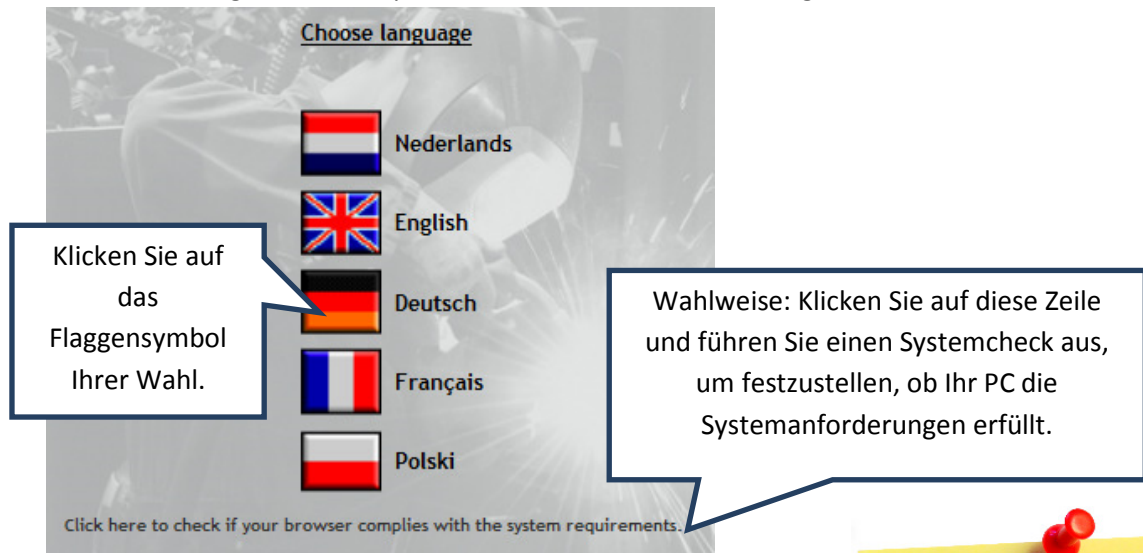 Choose language
Nederlands
English
Klicken Sie auf
das
Flaggensymbol
Ihrer Wahl.
Deutsch
Wahlweise: Klicken Sie auf diese Zeile
und führen Sie einen Systemcheck aus,
um festzustellen, ob Ihr PC die
Systemanforderungen erfüllt.
Français
Polski
Click here to check if your browser complies with the system requirements.